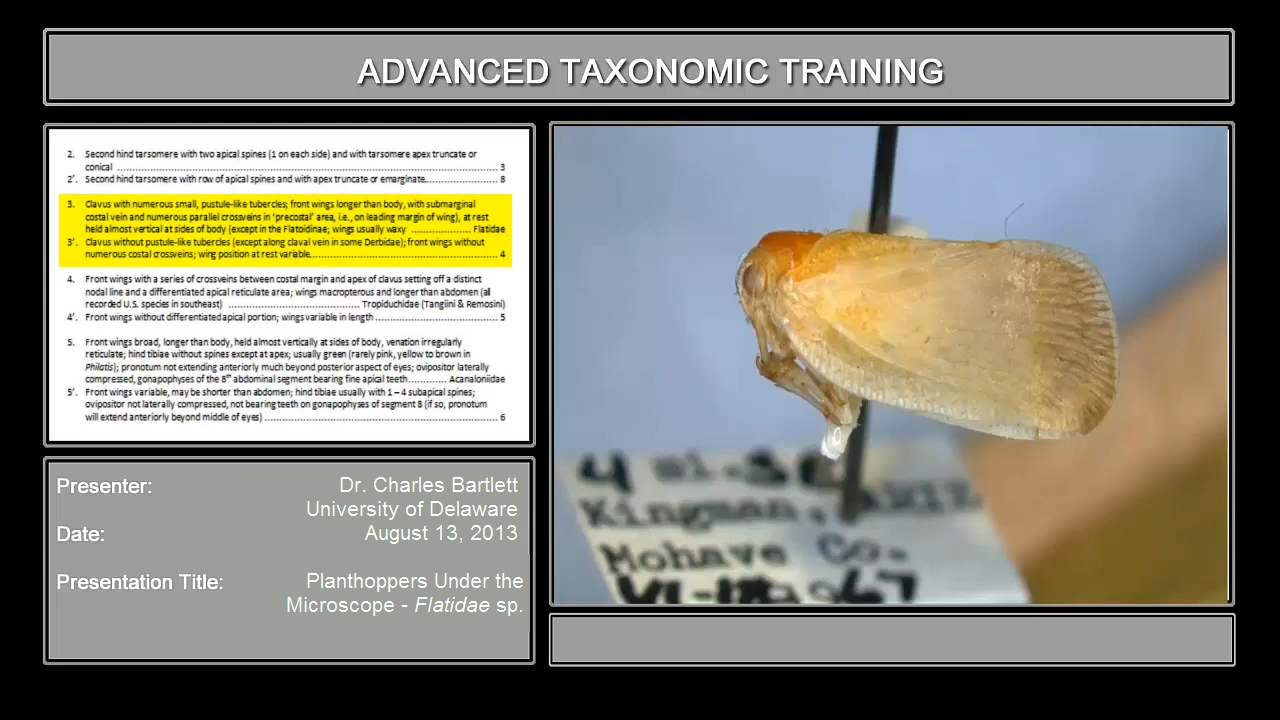 ADVANCED TAXONOMIC TRAINING
2. Second hind tarsomere with two apical spines (1 on each side) and with tarsomere apex truncate or
conical ........ 3
2'. Second hind tarsomere with row of apical spines and with apex truncate or emarginate ........ 8
3. Clavus with numerous small, pustule-like tubercles; front wings longer than body, with submarginal
costal vein and numerous parallel crossveins in 'precostal' area, i.e., on leading margin of wing), at rest
held almost vertical at sides of body (except in the Flatoidinae; wings usually waxy ........ Flatidae
3'. Clavus without pustule-like tubercles (except along claval vein in some Derbidae); front wings without
numerous costal crossveins; wing position at rest variable ........ 4
4. Front wings with a series of crossveins between costal margin and apex of clavus setting off a distinct
nodal line and a differentiated apical reticulate area; wings macropterous and longer than abdomen (all
recorded U.S. species in southeast) ........ Tropiduchidae (Tangiini & Remosini)
4'. Front wings without differentiated apical portion; wings variable in length ........ 5
5. Front wings broad, longer than body, held almost vertically at sides of body, venation irregularly
reticulate; hind tibiae without spines except at apex; usually green (rarely pink, yellow to brown in
Philatis); pronotum not extending anteriorly much beyond posterior aspect of eyes; ovipositor laterally
compressed, gonapophyses of the 8th abdominal segment bearing fine apical teeth ........ Acanaloniidae
5'. Front wings variable, may be shorter than abdomen; hind tibiae usually with 1 – 4 subapical spines;
ovipositor not laterally compressed, not bearing teeth on gonapophyses of segment 8 (if so, pronotum
will extend anteriorly beyond middle of eyes) ........ 6
Presenter: Dr. Charles Bartlett
University of Delaware
Date: August 13, 2013
Presentation Title: Planthoppers Under the
Microscope - Flatidae sp.
Kingman, ARIZ
Mohave Co.